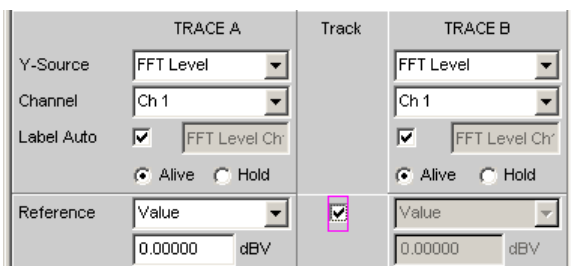 TRACE A Track TRACE B
Y-Source FFT Level FFT Level
Channel Ch 1 Ch 1
Label Auto FFT Level Ch FFT Level Ch
Alive Hold Alive Hold
Reference Value Value
0.00000 dBV 0.00000 dBV